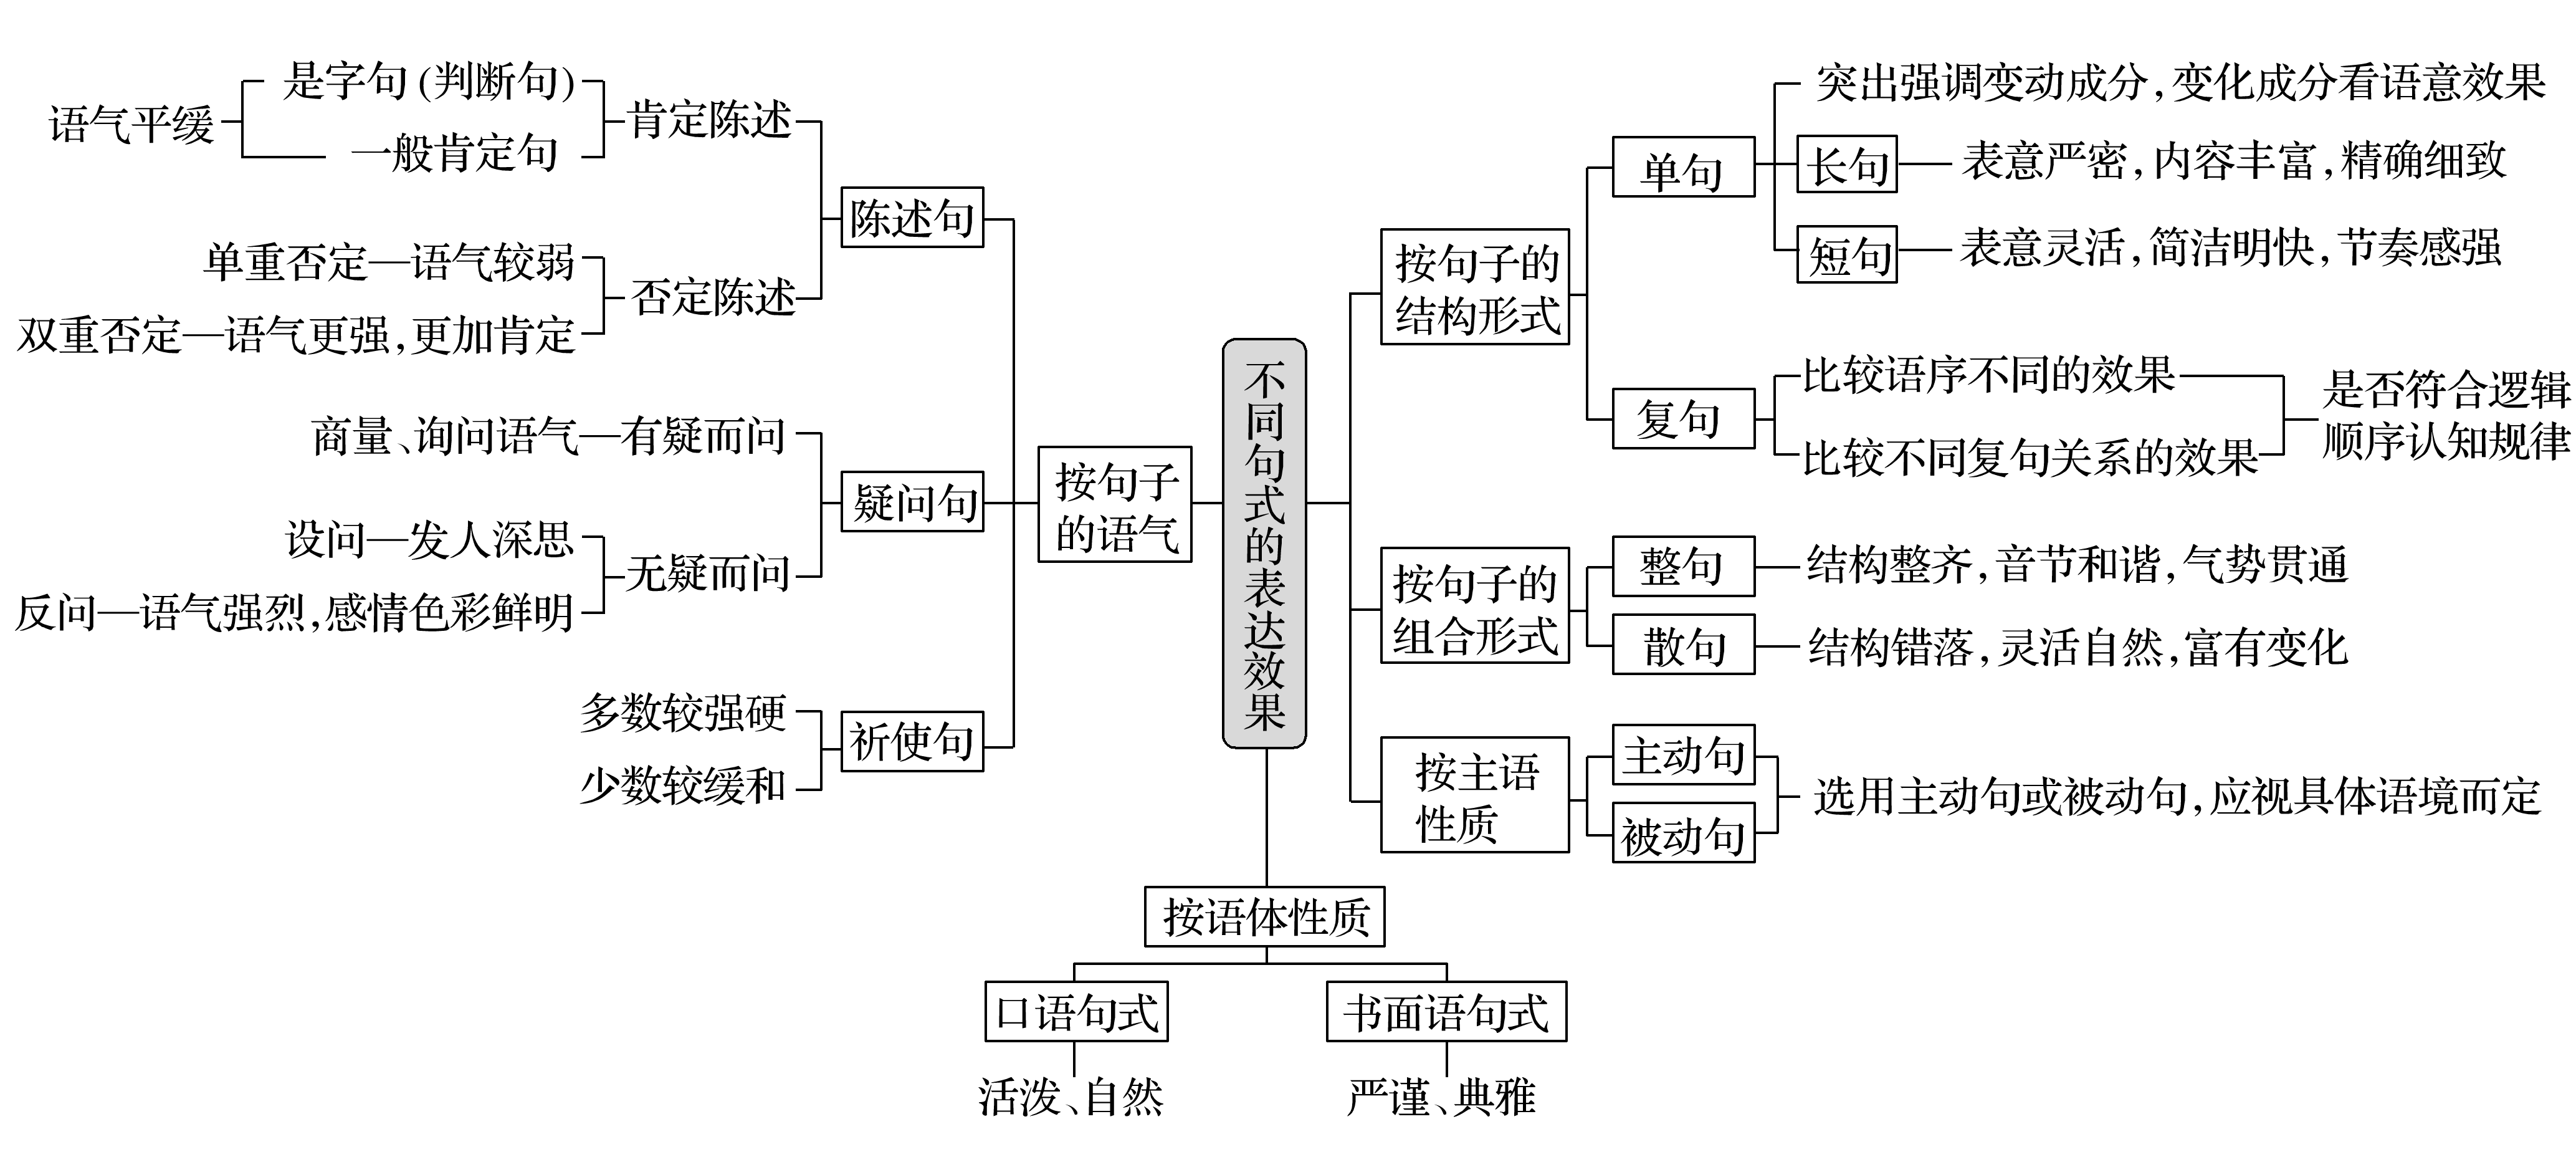 不同句式的表达效果
按句子的语气
陈述句
肯定陈述
是字句(判断句)
一般肯定句
语气平缓
否定陈述
单重否定—语气较弱
双重否定—语气更强,更加肯定
疑问句
商量、询问语气—有疑而问
无疑而问
设问—发人深思
反问—语气强烈,感情色彩鲜明
祈使句
多数较强硬
少数较缓和
按句子的
结构形式
单句
突出强调变动成分,变化成分看语意效果
长句
表意严密,内容丰富,精确细致
短句
表意灵活,简洁明快,节奏感强
复句
比较语序不同的效果
比较不同复句关系的效果
是否符合逻辑
顺序认知规律
按句子的
组合形式
整句
结构整齐,音节和谐,气势贯通
散句
结构错落,灵活自然,富有变化
按主语
性质
主动句
被动句
选用主动句或被动句,应视具体语境而定
按语体性质
口语句式
活泼、自然
书面语句式
严谨、典雅